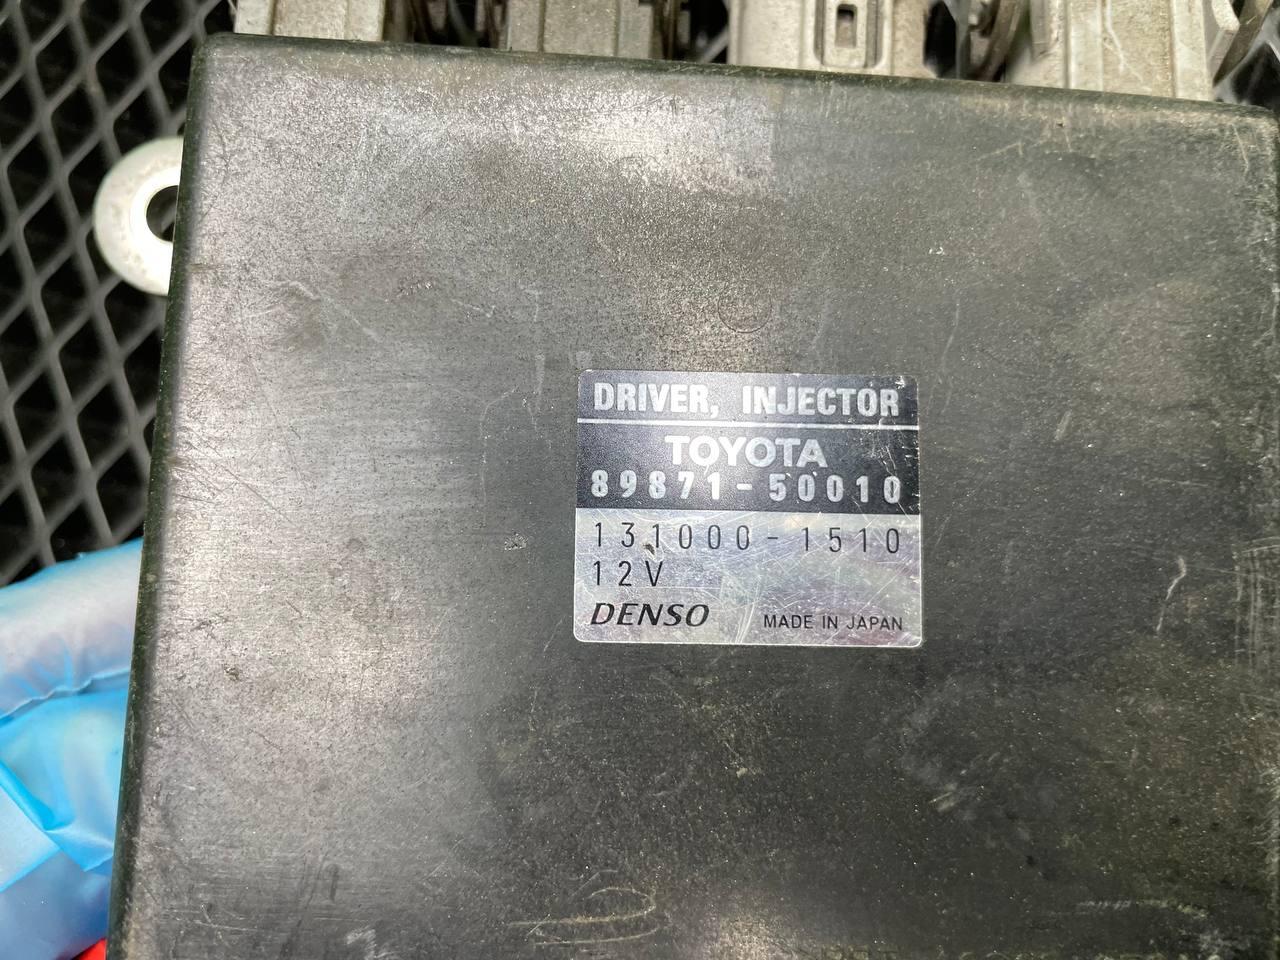 DRIVER, INJECTOR
TOYOTA
89871-50010
131000-1510
12V
DENSO MADE IN JAPAN